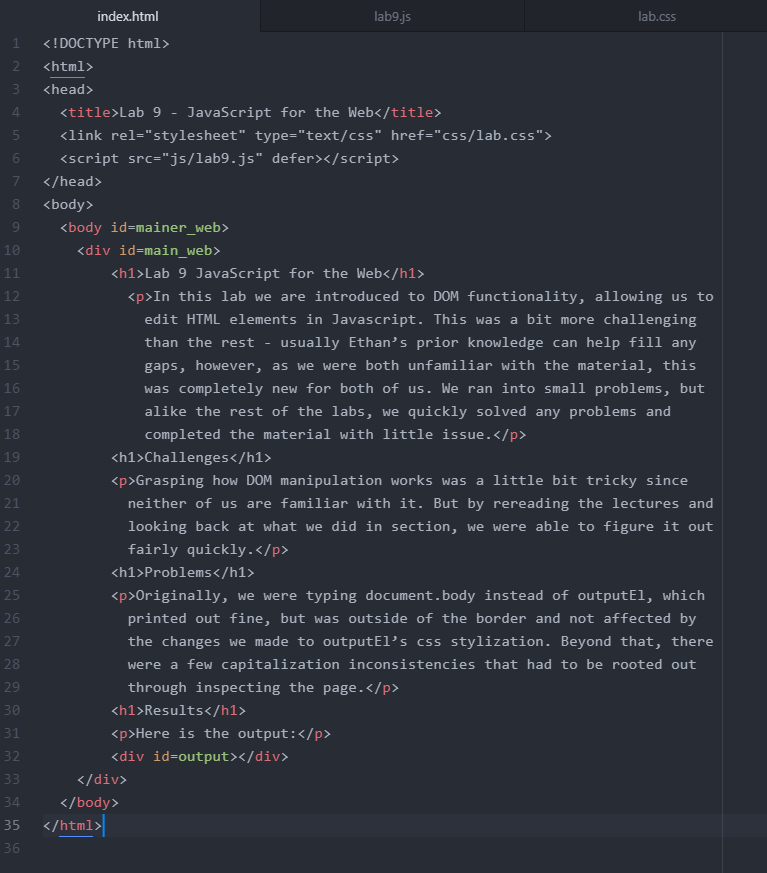 index.html lab9.js lab.css
1 <!DOCTYPE html>
2 <html>
3 <head>
4 <title>Lab 9 - JavaScript for the Web</title>
5 <link rel="stylesheet" type="text/css" href="css/lab.css">
6 <script src="js/lab9.js" defer></script>
7 </head>
8 <body>
9 <body id=mainer_web>
10 <div id=main_web>
11 <h1>Lab 9 JavaScript for the Web</h1>
12 <p>In this lab we are introduced to DOM functionality, allowing us to
13 edit HTML elements in Javascript. This was a bit more challenging
14 than the rest - usually Ethan’s prior knowledge can help fill any
15 gaps, however, as we were both unfamiliar with the material, this
16 was completely new for both of us. We ran into small problems, but
17 alike the rest of the labs, we quickly solved any problems and
18 completed the material with little issue.</p>
19 <h1>Challenges</h1>
20 <p>Grasping how DOM manipulation works was a little bit tricky since
21 neither of us are familiar with it. But by rereading the lectures and
22 looking back at what we did in section, we were able to figure it out
23 fairly quickly.</p>
24 <h1>Problems</h1>
25 <p>Originally, we were typing document.body instead of outputEl, which
26 printed out fine, but was outside of the border and not affected by
27 the changes we made to outputEl’s css stylization. Beyond that, there
28 were a few capitalization inconsistencies that had to be rooted out
29 through inspecting the page.</p>
30 <h1>Results</h1>
31 <p>Here is the output:</p>
32 <div id=output></div>
33 </div>
34 </body>
35 </html>
36